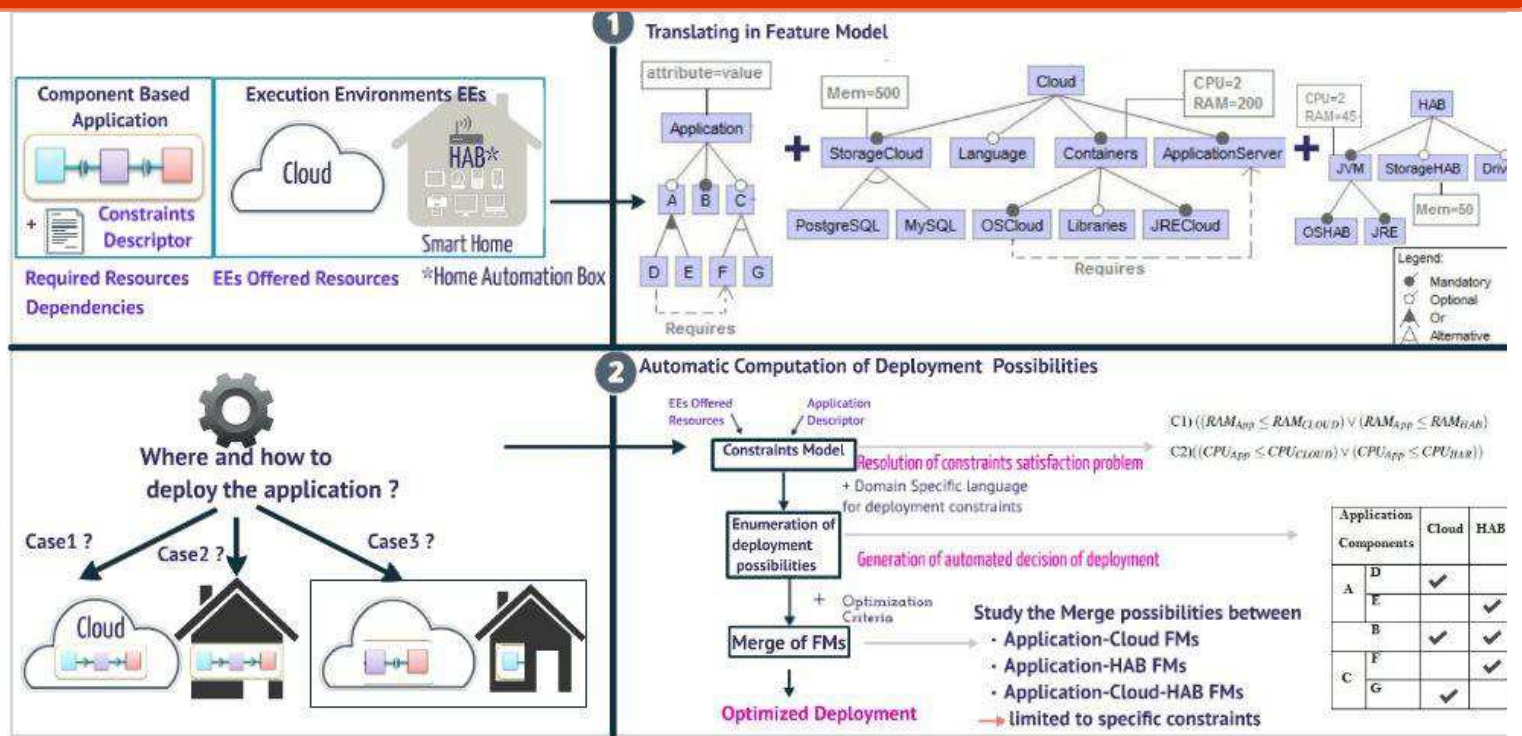 1 Translating in Feature Model
Component Based
Application
+
Constraints
Descriptor
Required Resources
Dependencies
Execution Environments EEs
Cloud
HAB*
Smart Home
EEs Offered Resources
*Home Automation Box
attribute=value
Application
A B C
D E F G
Requires
+
Mem=500
Cloud
CPU=2
RAM=200
StorageCloud Language Containers ApplicationServer
PostgreSQL MySQL OSCloud Libraries JRECloud
Requires
+
CPU=2
RAM=45
HAB
JVM StorageHAB Driv
Mem=50
OSHAB JRE
Legend:
Mandatory
Optional
Or
Alternative
Where and how to
deploy the application ?
Case1 ?
Case2 ?
Case3 ?
Cloud
2 Automatic Computation of Deployment Possibilities
EEs Offered
Resources
Application
Descriptor
Constraints Model
Resolution of constraints satisfaction problem
+ Domain Specific language
for deployment constraints
C1) ((RAM_App ≤ RAM_CLOUD) ∨ (RAM_App ≤ RAM_HAB)
C2)((CPU_App ≤ CPU_CLOUD) ∨ (CPU_App ≤ CPU_HAB))
Enumeration of
deployment
possibilities
Generation of automated decision of deployment
+ Optimization
Criteria
Merge of FMs
Optimized Deployment
Study the Merge possibilities between
· Application-Cloud FMs
· Application-HAB FMs
· Application-Cloud-HAB FMs
→ limited to specific constraints
Application
Components
Cloud HAB
A D ✓
E ✓
B ✓ ✓
C F ✓
G ✓